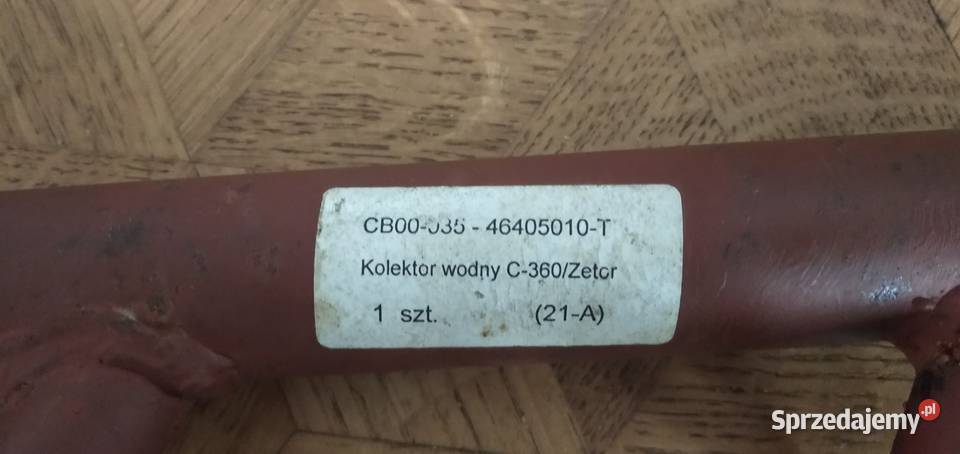 CB00-035 - 46405010-T
Kolektor wodny C-360/Zetor
1 szt. (21-A)
Sprzedajemy.pl